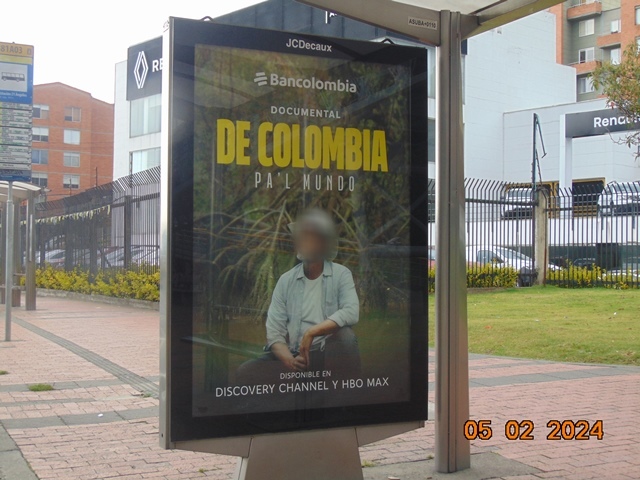 JCDecaux
Bancolombia
DOCUMENTAL
DE COLOMBIA
PA'L MUNDO
DISPONIBLE EN
DISCOVERY CHANNEL Y HBO MAX
05 02 2024